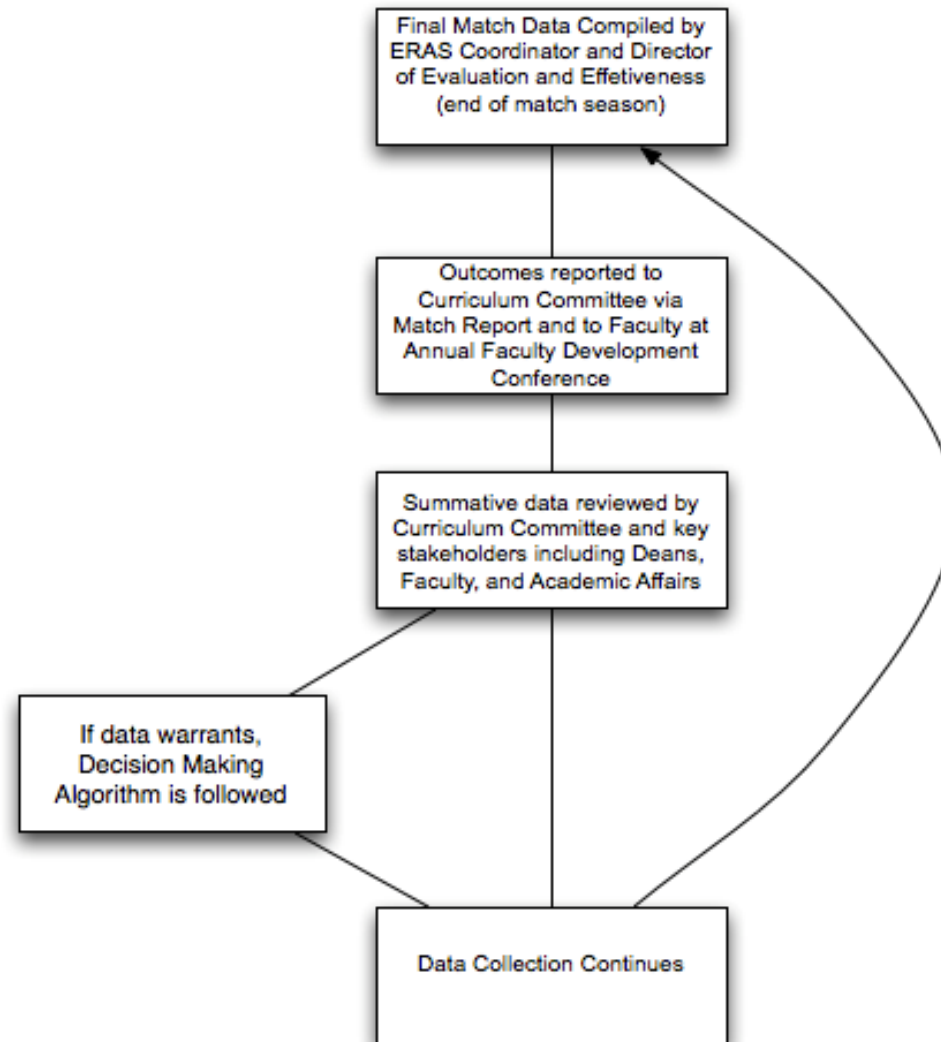 Final Match Data Compiled by
ERAS Coordinator and Director
of Evaluation and Effetiveness
(end of match season)
Outcomes reported to
Curriculum Committee via
Match Report and to Faculty at
Annual Faculty Development
Conference
Summative data reviewed by
Curriculum Committee and key
stakeholders including Deans,
Faculty, and Academic Affairs
If data warrants,
Decision Making
Algorithm is followed
Data Collection Continues